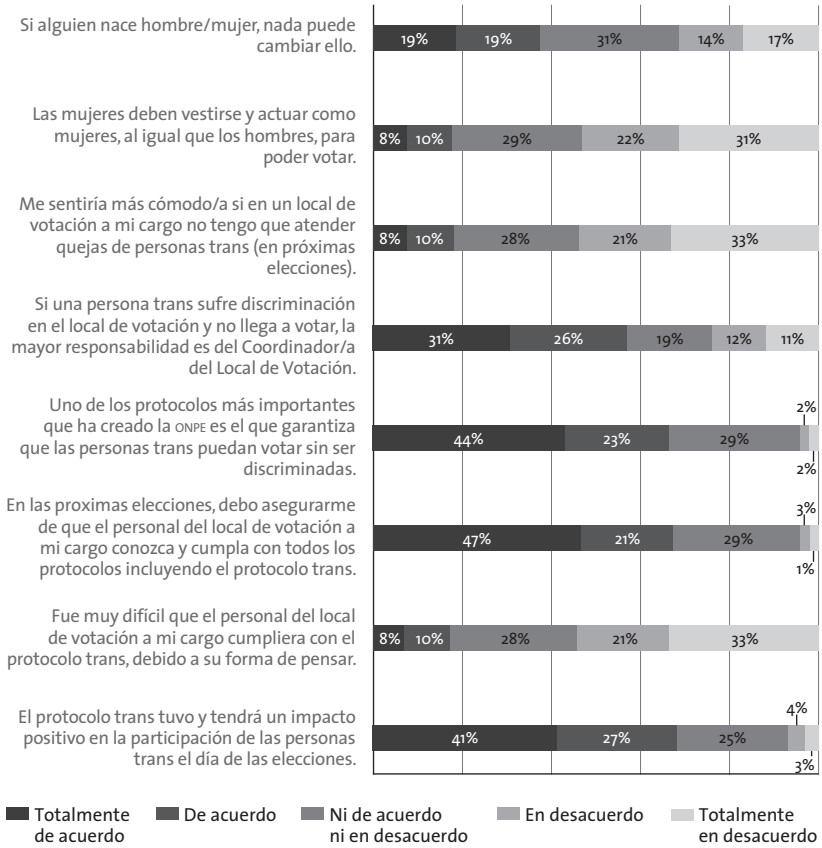 Si alguien nace hombre/mujer, nada puede
cambiar ello.
19% 19% 31% 14% 17%
Las mujeres deben vestirse y actuar como
mujeres, al igual que los hombres, para
poder votar.
8% 10% 29% 22% 31%
Me sentiría más cómodo/a si en un local de
votación a mi cargo no tengo que atender
quejas de personas trans (en próximas
elecciones).
8% 10% 28% 21% 33%
Si una persona trans sufre discriminación
en el local de votación y no llega a votar, la
mayor responsabilidad es del Coordinador/a
del Local de Votación.
31% 26% 19% 12% 11%
Uno de los protocolos más importantes
que ha creado la ONPE es el que garantiza
que las personas trans puedan votar sin ser
discriminadas.
44% 23% 29% 2% 2%
En las proximas elecciones, debo asegurarme
de que el personal del local de votación a
mi cargo conozca y cumpla con todos los
protocolos incluyendo el protocolo trans.
47% 21% 29% 3% 1%
Fue muy difícil que el personal del local
de votación a mi cargo cumpliera con el
protocolo trans, debido a su forma de pensar.
8% 10% 28% 21% 33%
El protocolo trans tuvo y tendrá un impacto
positivo en la participación de las personas
trans el día de las elecciones.
41% 27% 25% 4% 3%
Totalmente
de acuerdo
De acuerdo
Ni de acuerdo
ni en desacuerdo
En desacuerdo
Totalmente
en desacuerdo